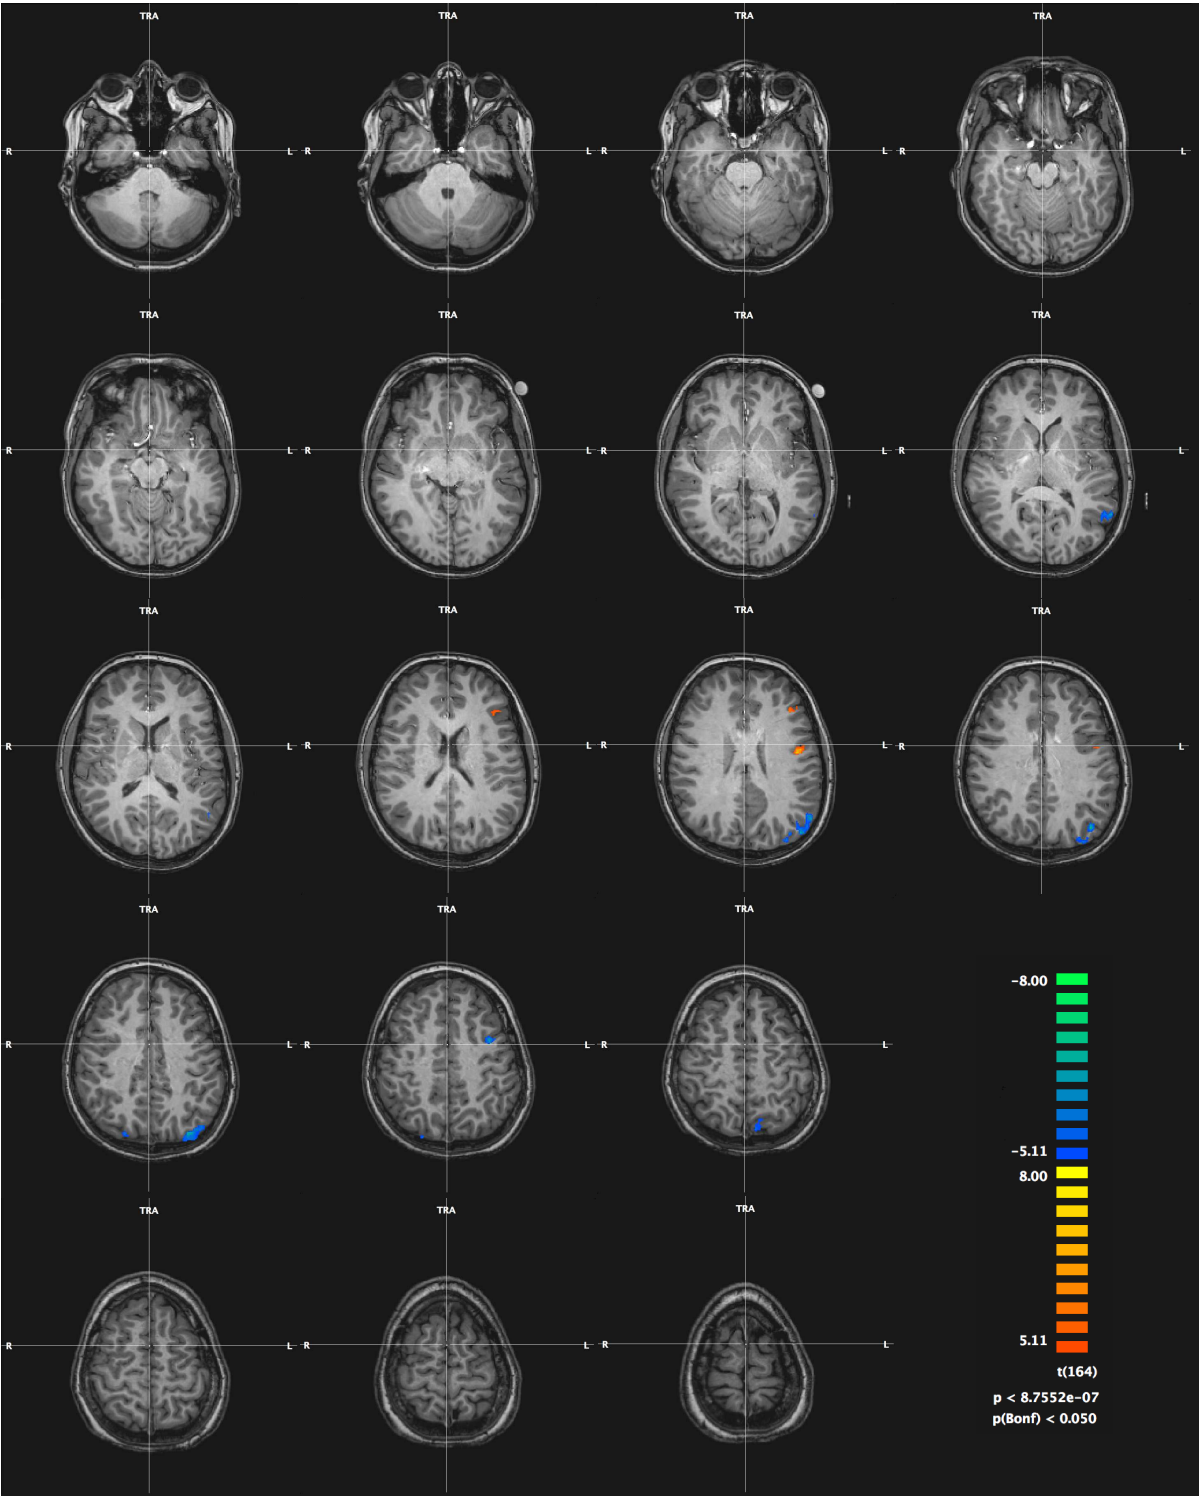 TRA TRA TRA TRA
R L R L R L R L
TRA TRA TRA TRA
R L R L R L R L
TRA TRA TRA TRA
R L R L R L R L
TRA TRA TRA
R L R L R L
−8.00
−5.11
8.00
5.11
t(164)
p < 8.7552e−07
p(Bonf) < 0.050
TRA TRA TRA
R L R L R L